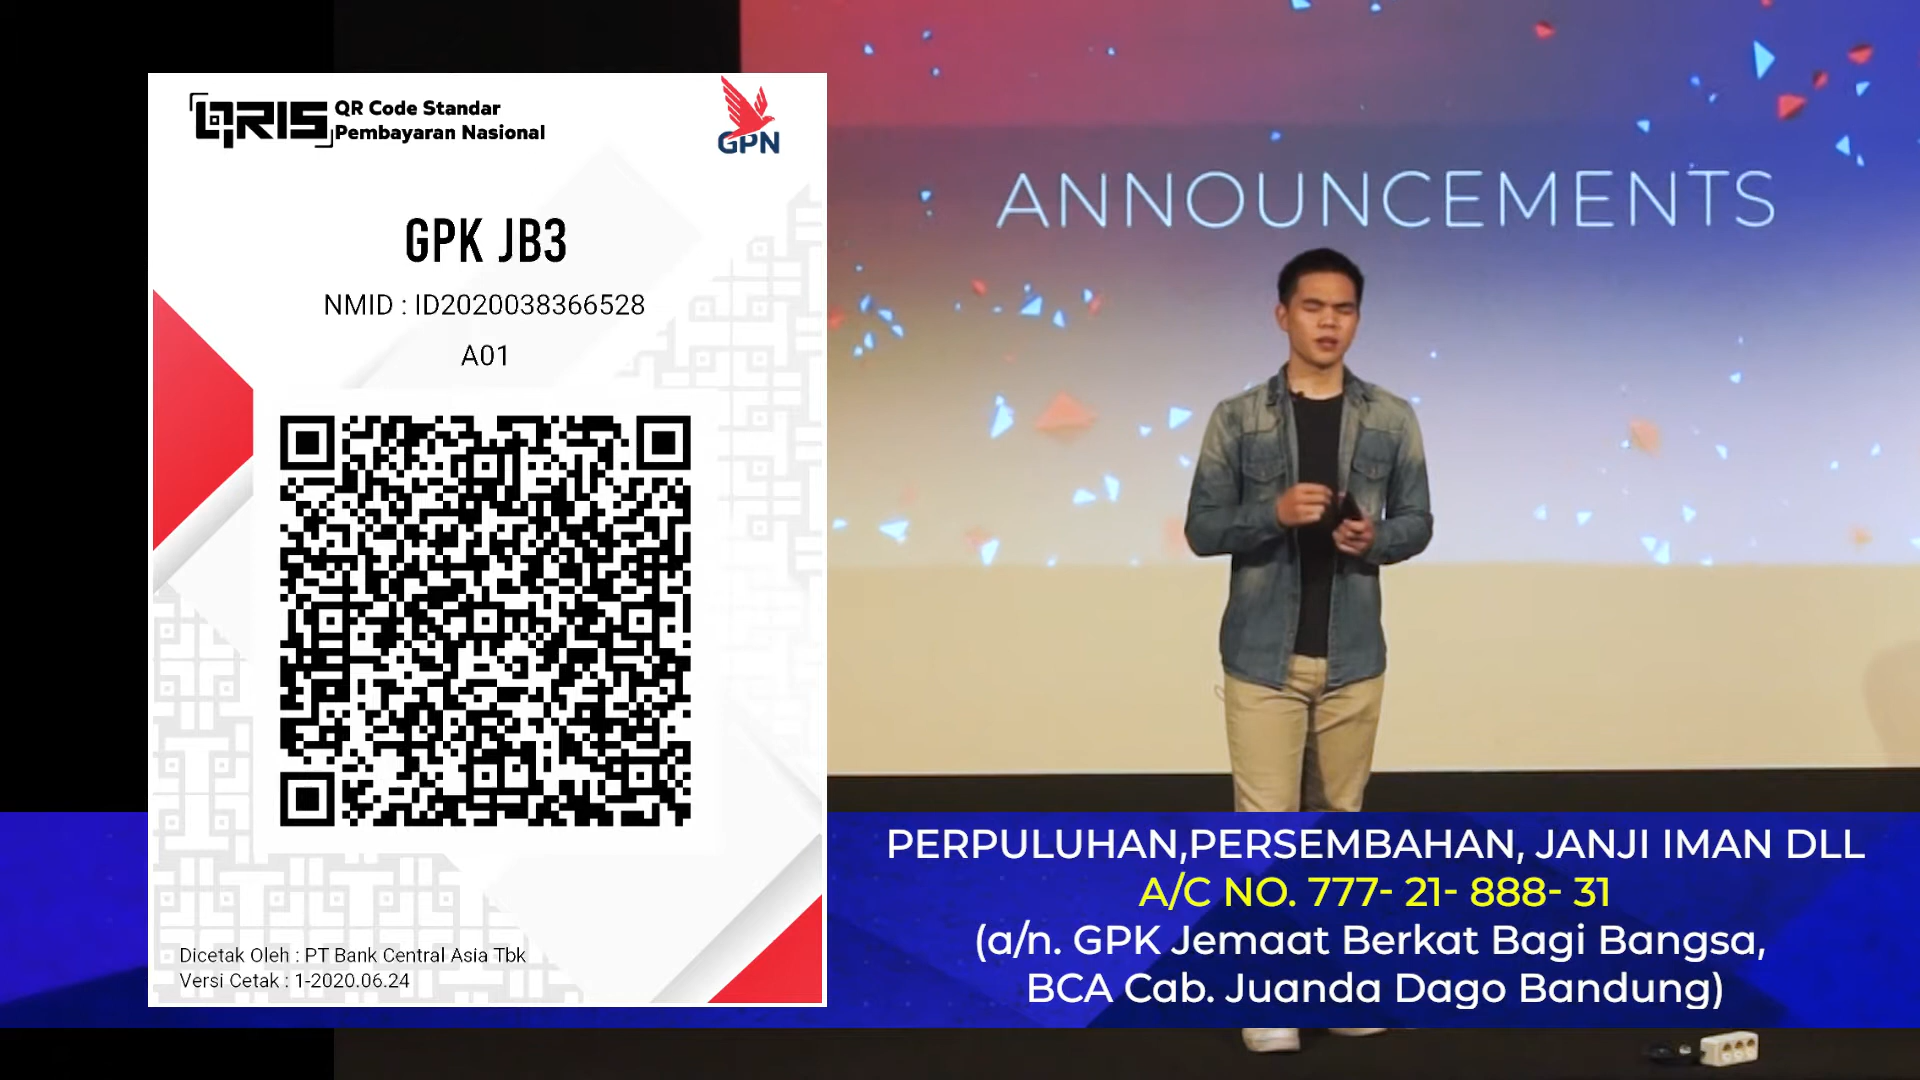 QRIS QR Code Standar
Pembayaran Nasional
GPN
GPK JB3
NMID : ID2020038366528
A01
Dicetak Oleh : PT Bank Central Asia Tbk
Versi Cetak : 1-2020.06.24
ANNOUNCEMENTS
PERPULUHAN,PERSEMBAHAN, JANJI IMAN DLL
A/C NO. 777- 21- 888- 31
(a/n. GPK Jemaat Berkat Bagi Bangsa,
BCA Cab. Juanda Dago Bandung)